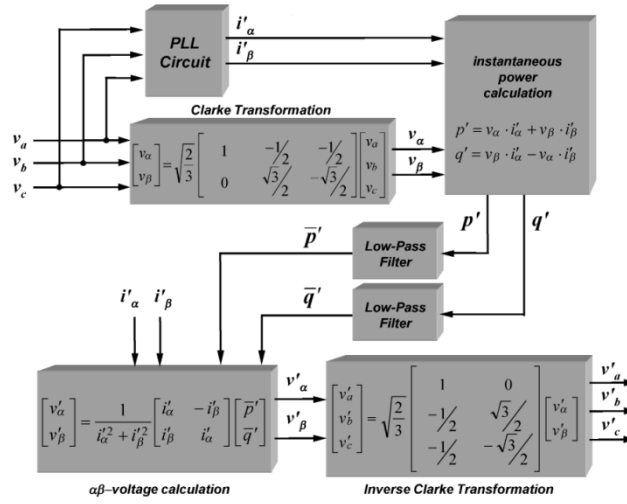 PLL
Circuit
i'α
i'β
instantaneous
power
calculation
p' = vα · i'α + vβ · i'β
q' = vβ · i'α − vα · i'β
Clarke Transformation
va
vb
vc
[vα vβ] = √2/3 [1 −1/2 −1/2 0 √3/2 −√3/2] [va vb vc]
vα
vβ
p'
q'
p̅'
Low-Pass
Filter
q̅'
Low-Pass
Filter
i'α
i'β
[v'α v'β] = 1/(i'α² + i'β²) [i'α −i'β i'β i'α] [p̅' q̅']
v'α
v'β
[v'a v'b v'c] = √2/3 [1 0 −1/2 √3/2 −1/2 −√3/2] [v'α v'β]
v'a
v'b
v'c
αβ–voltage calculation
Inverse Clarke Transformation